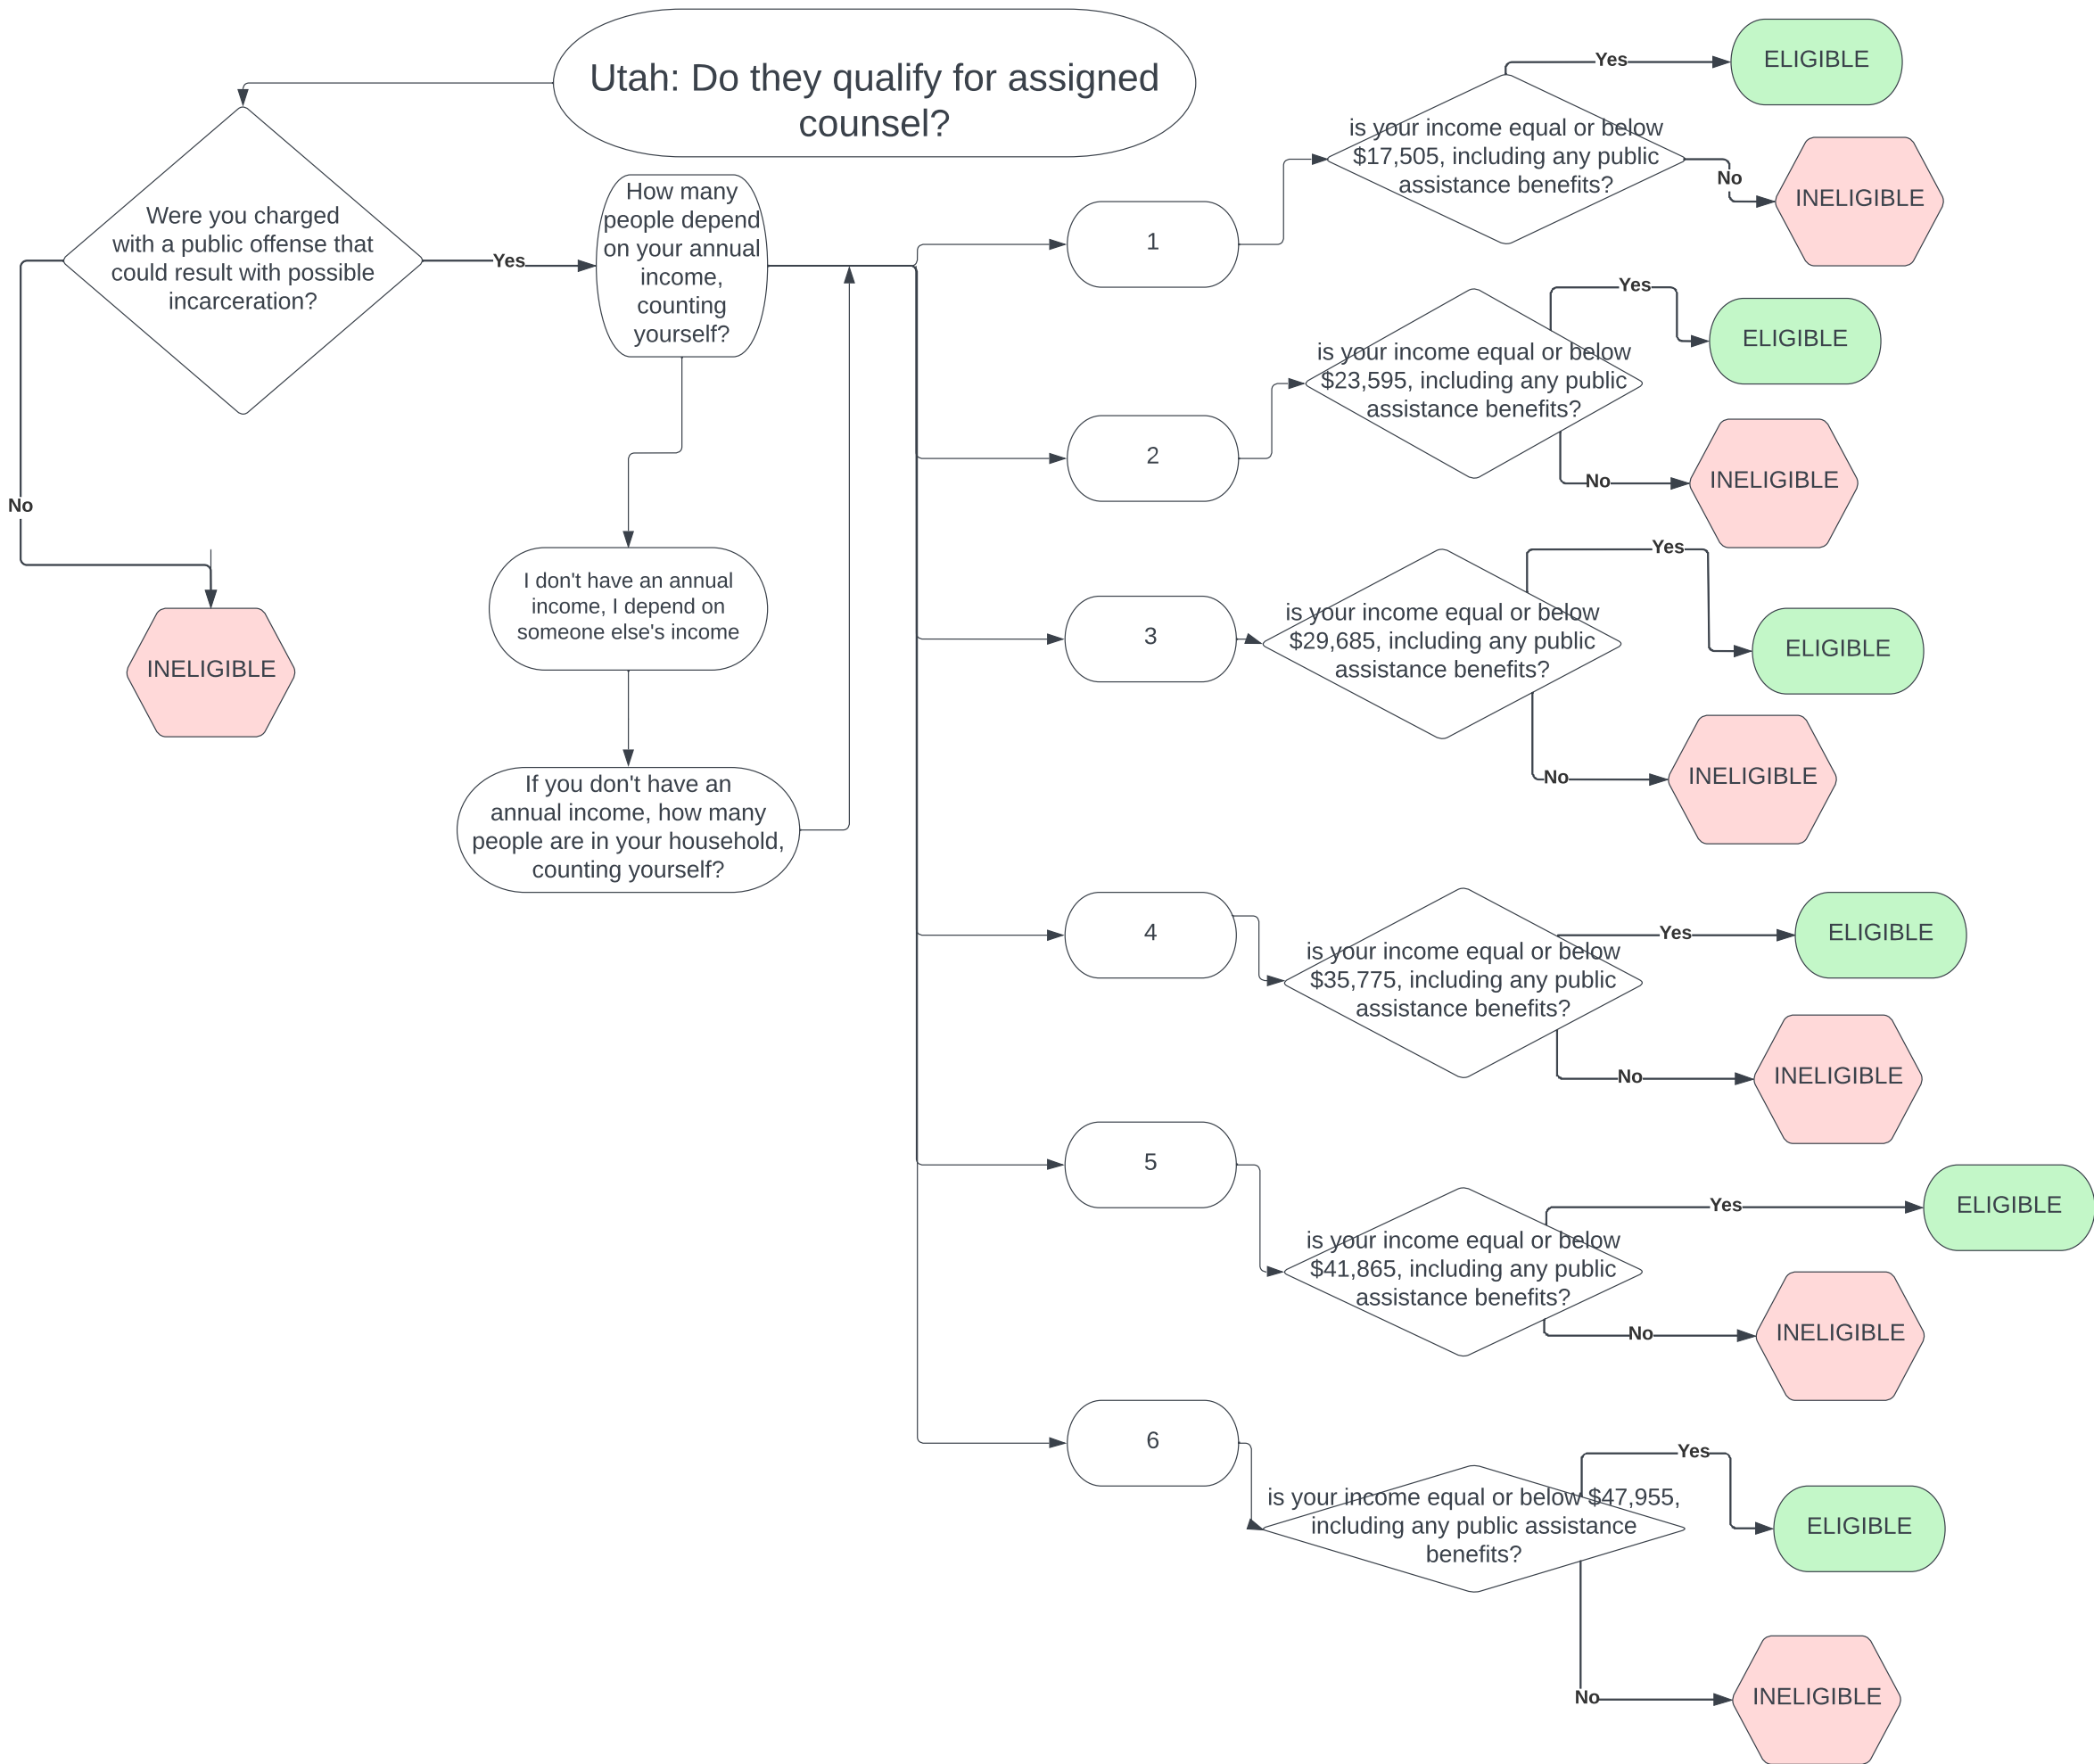 Utah: Do they qualify for assigned
counsel?
Were you charged
with a public offense that
could result with possible
incarceration?
Yes
No
INELIGIBLE
How many
people depend
on your annual
income,
counting
yourself?
I don't have an annual
income, I depend on
someone else's income
If you don't have an
annual income, how many
people are in your household,
counting yourself?
1
is your income equal or below
$17,505, including any public
assistance benefits?
Yes
ELIGIBLE
No
INELIGIBLE
2
is your income equal or below
$23,595, including any public
assistance benefits?
Yes
ELIGIBLE
No
INELIGIBLE
3
is your income equal or below
$29,685, including any public
assistance benefits?
Yes
ELIGIBLE
No
INELIGIBLE
4
is your income equal or below
$35,775, including any public
assistance benefits?
Yes
ELIGIBLE
No
INELIGIBLE
5
is your income equal or below
$41,865, including any public
assistance benefits?
Yes
ELIGIBLE
No
INELIGIBLE
6
is your income equal or below $47,955,
including any public assistance
benefits?
Yes
ELIGIBLE
No
INELIGIBLE